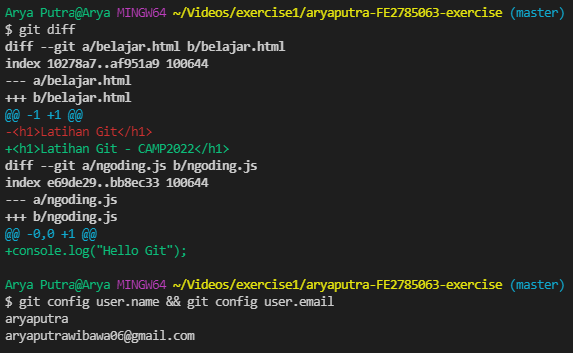 Arya Putra@Arya MINGW64 ~/Videos/exercise1/aryaputra-FE2785063-exercise (master)
$ git diff
diff --git a/belajar.html b/belajar.html
index 10278a7..af951a9 100644
--- a/belajar.html
+++ b/belajar.html
@@ -1 +1 @@
-<h1>Latihan Git</h1>
+<h1>Latihan Git - CAMP2022</h1>
diff --git a/ngoding.js b/ngoding.js
index e69de29..bb8ec33 100644
--- a/ngoding.js
+++ b/ngoding.js
@@ -0,0 +1 @@
+console.log("Hello Git");
Arya Putra@Arya MINGW64 ~/Videos/exercise1/aryaputra-FE2785063-exercise (master)
$ git config user.name && git config user.email
aryaputra
aryaputrawibawa06@gmail.com